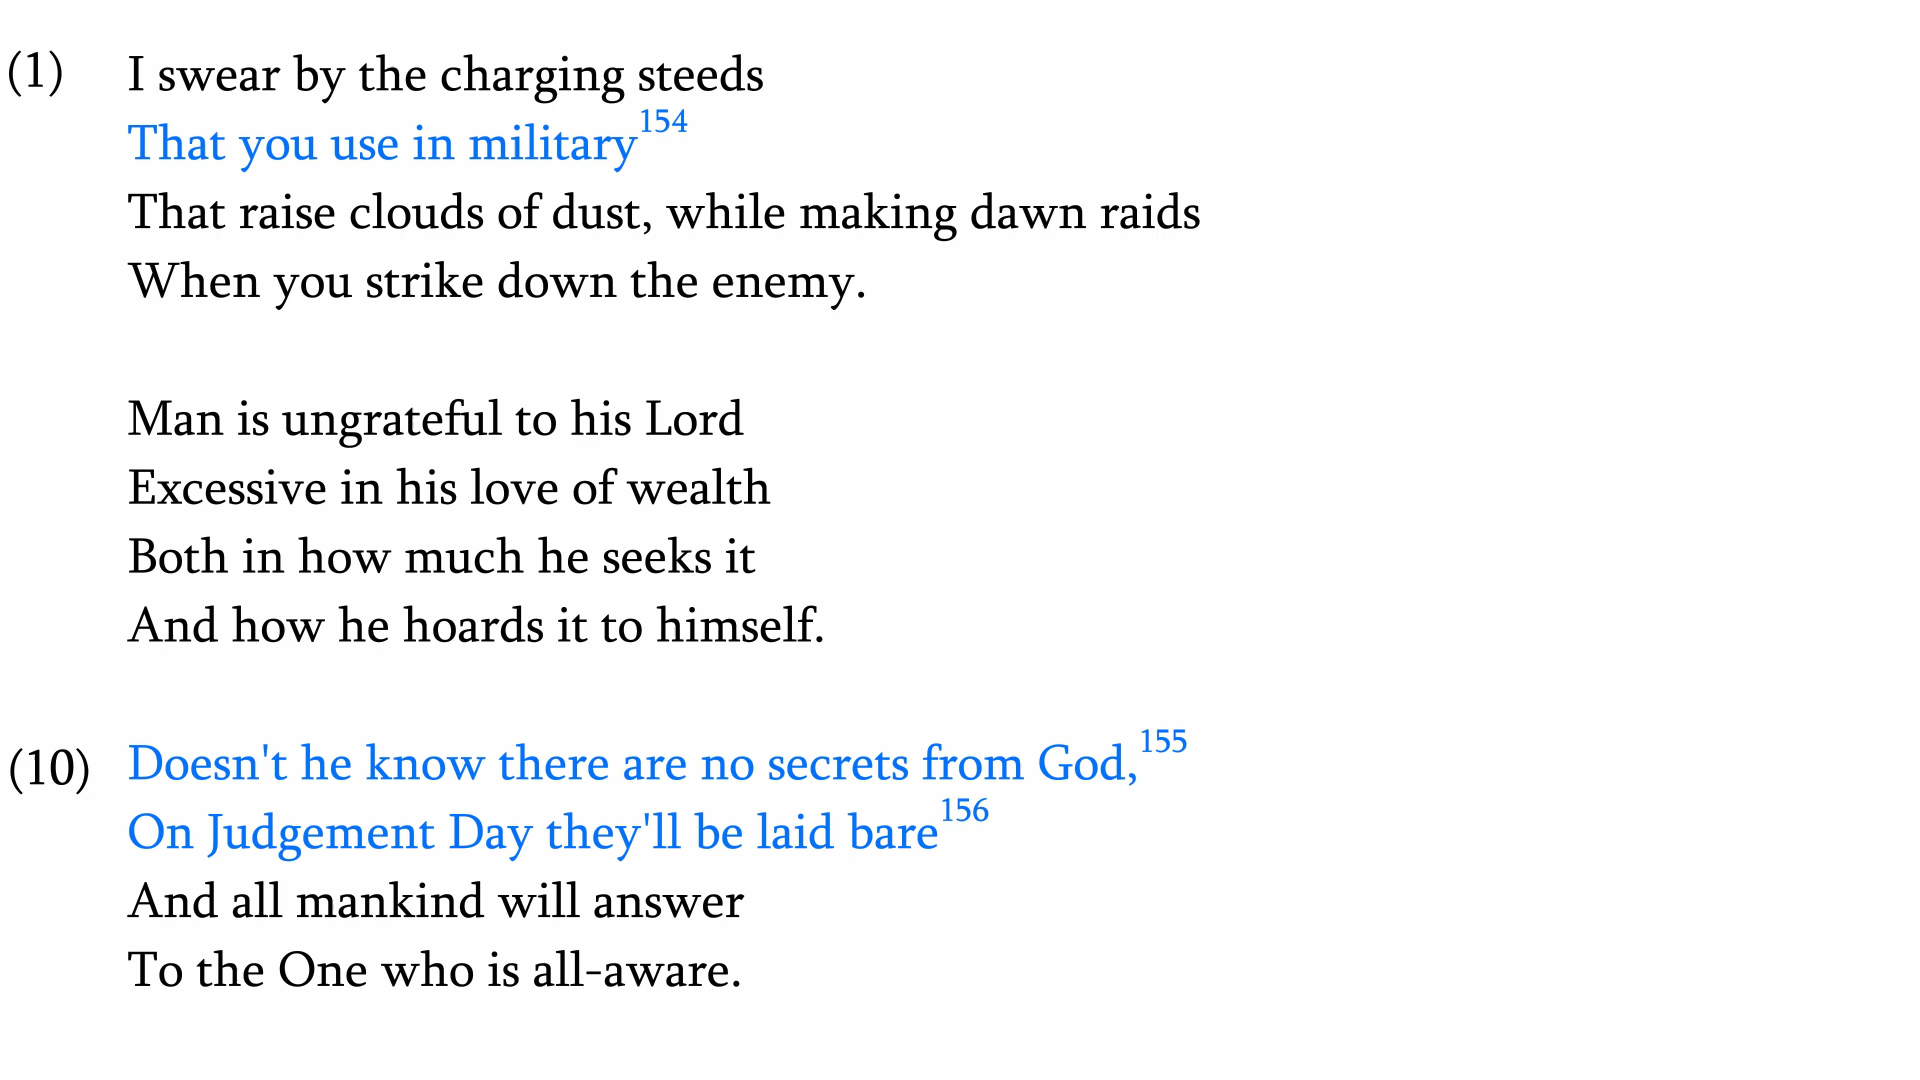 (1) I swear by the charging steeds
That you use in military154
That raise clouds of dust, while making dawn raids
When you strike down the enemy.
Man is ungrateful to his Lord
Excessive in his love of wealth
Both in how much he seeks it
And how he hoards it to himself.
(10) Doesn't he know there are no secrets from God,155
On Judgement Day they'll be laid bare156
And all mankind will answer
To the One who is all-aware.